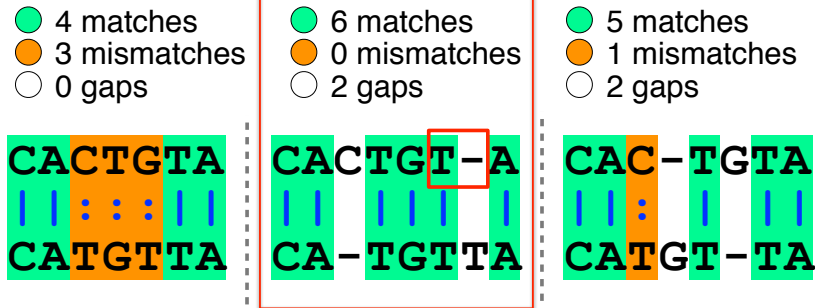 4 matches
3 mismatches
0 gaps
CACTGTA
||:::||
CATGTTA
6 matches
0 mismatches
2 gaps
CACTGT-A
|| ||| |
CA-TGTTA
5 matches
1 mismatches
2 gaps
CAC-TGTA
||: | ||
CATGT-TA